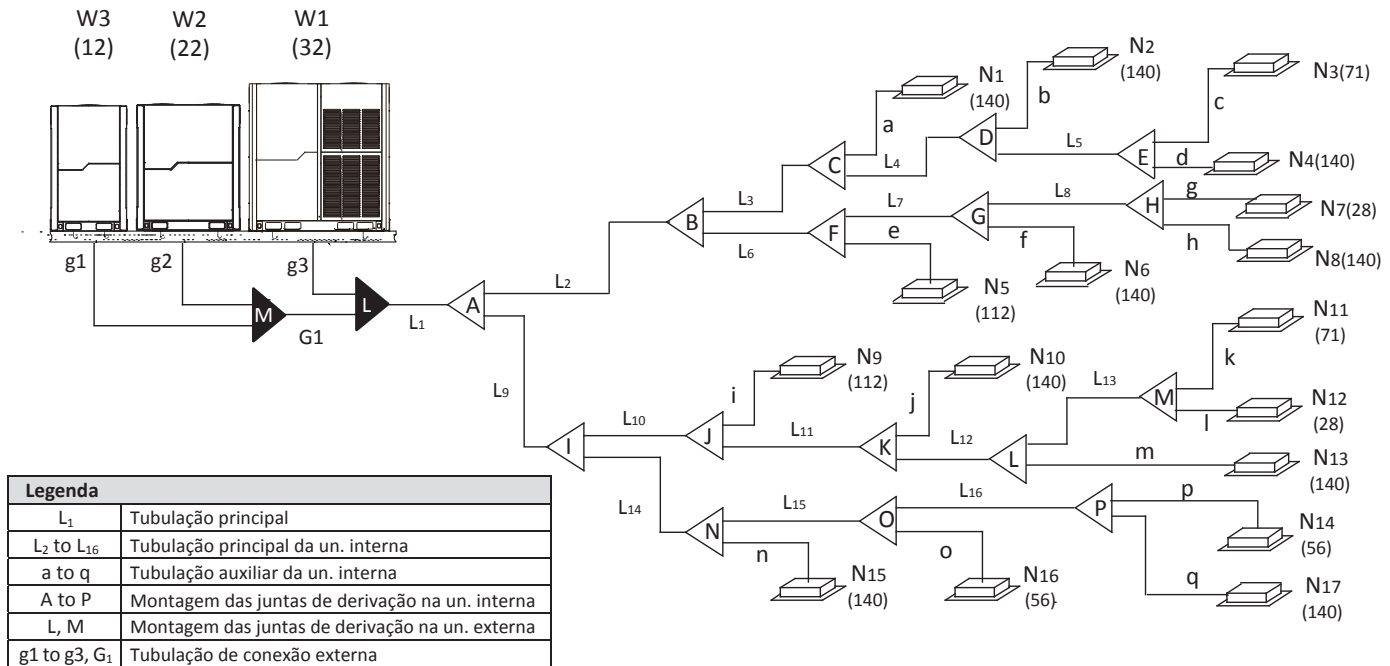 W3 W2 W1
(12) (22) (32)
g1 g2 g3
M L
G1 L1
A
L2
L9
B
L3
L6
C
a
N1
(140)
L4
D
b
N2
(140)
L5
E
c
N3(71)
d
N4(140)
F
L7
e
N5
(112)
G
L8
f
N6
(140)
H
g
N7(28)
h
N8(140)
I
L10
L14
J
i
N9
(112)
L11
K
j
N10
(140)
L12
L
L13
M
k
N11
(71)
l
N12
(28)
m
N13
(140)
N
L15
n
N15
(140)
O
L16
o
N16
(56)
P
p
N14
(56)
q
N17
(140)
Legenda
L1 Tubulação principal
L2 to L16 Tubulação principal da un. interna
a to q Tubulação auxiliar da un. interna
A to P Montagem das juntas de derivação na un. interna
L, M Montagem das juntas de derivação na un. externa
g1 to g3, G1 Tubulação de conexão externa